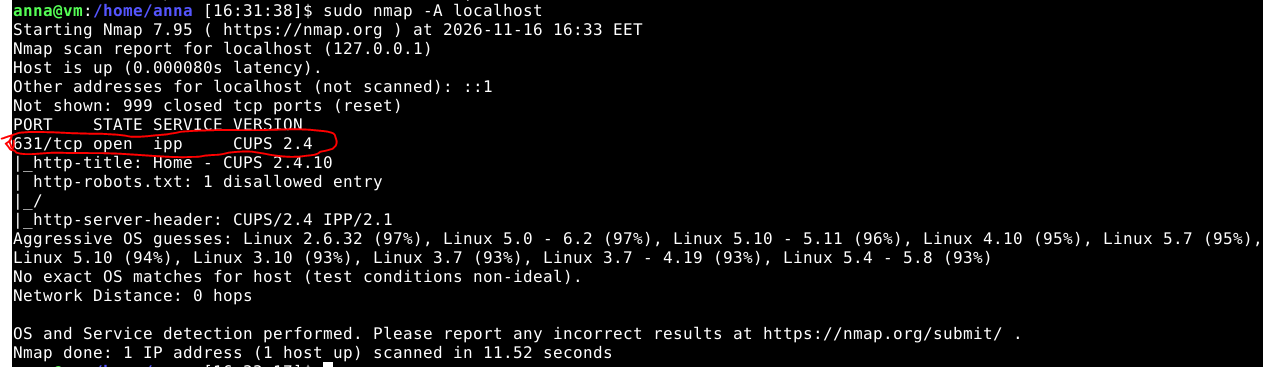 anna@vm:/home/anna [16:31:38]$ sudo nmap -A localhost
Starting Nmap 7.95 ( https://nmap.org ) at 2026-11-16 16:33 EET
Nmap scan report for localhost (127.0.0.1)
Host is up (0.000080s latency).
Other addresses for localhost (not scanned): ::1
Not shown: 999 closed tcp ports (reset)
PORT    STATE SERVICE VERSION
631/tcp open  ipp     CUPS 2.4
|_http-title: Home - CUPS 2.4.10
| http-robots.txt: 1 disallowed entry
|_/
|_http-server-header: CUPS/2.4 IPP/2.1
Aggressive OS guesses: Linux 2.6.32 (97%), Linux 5.0 - 6.2 (97%), Linux 5.10 - 5.11 (96%), Linux 4.10 (95%), Linux 5.7 (95%),
Linux 5.10 (94%), Linux 3.10 (93%), Linux 3.7 (93%), Linux 3.7 - 4.19 (93%), Linux 5.4 - 5.8 (93%)
No exact OS matches for host (test conditions non-ideal).
Network Distance: 0 hops
OS and Service detection performed. Please report any incorrect results at https://nmap.org/submit/ .
Nmap done: 1 IP address (1 host up) scanned in 11.52 seconds